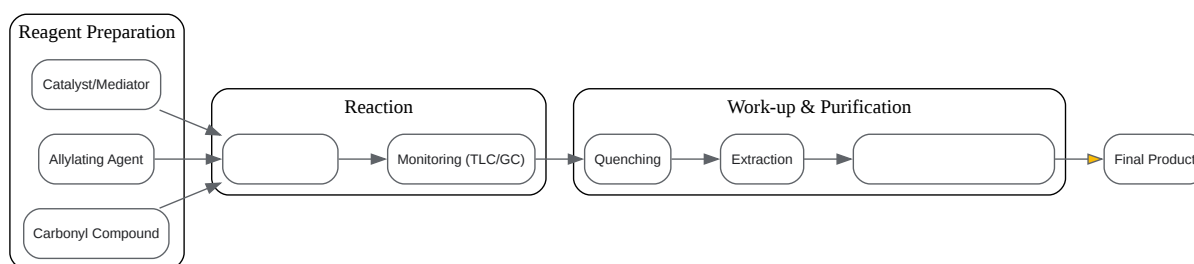 Reagent Preparation
Catalyst/Mediator
Allylating Agent
Carbonyl Compound
Reaction
Monitoring (TLC/GC)
Work-up & Purification
Quenching
Extraction
Final Product